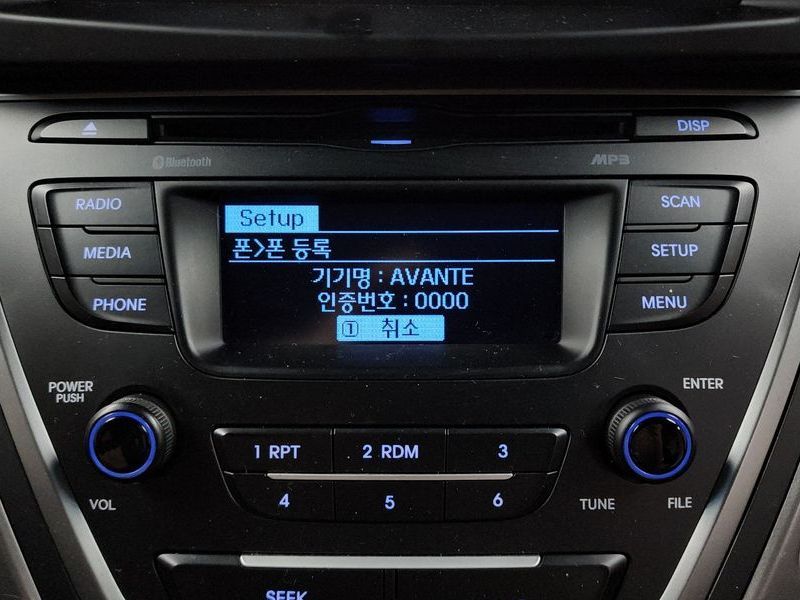 DISP
Bluetooth
MP3
RADIO
MEDIA
PHONE
Setup
폰>폰 등록
기기명 : AVANTE
인증번호 : 0000
① 취소
SCAN
SETUP
MENU
POWER
PUSH
VOL
ENTER
TUNE FILE
1 RPT 2 RDM 3
4 5 6
SEEK